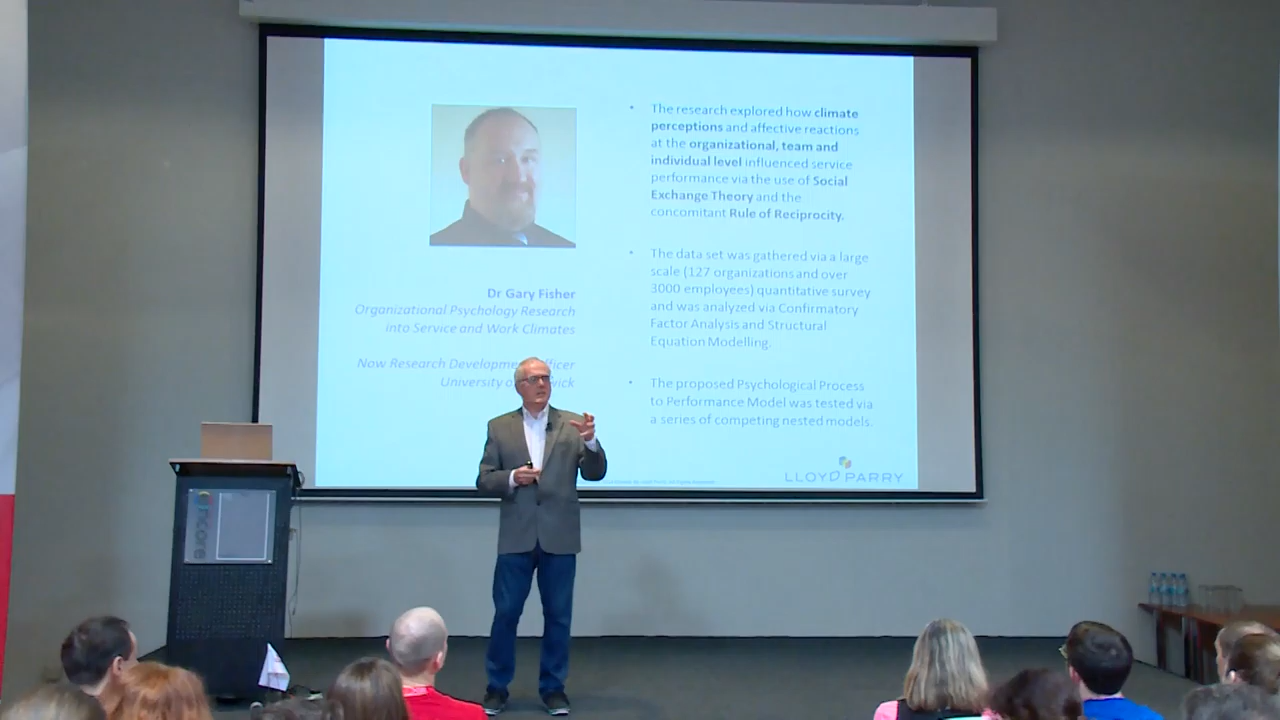 Dr Gary Fisher
Organizational Psychology Research
into Service and Work Climates
Now Research Development Officer
University of
• The research explored how climate
perceptions and affective reactions
at the organizational, team and
individual level influenced service
performance via the use of Social
Exchange Theory and the
concomitant Rule of Reciprocity.
• The data set was gathered via a large
scale (127 organizations and over
3000 employees) quantitative survey
and was analyzed via Confirmatory
Factor Analysis and Structural
Equation Modelling.
• The proposed Psychological Process
to Performance Model was tested via
a series of competing nested models.
LLOYD PARRY
encore